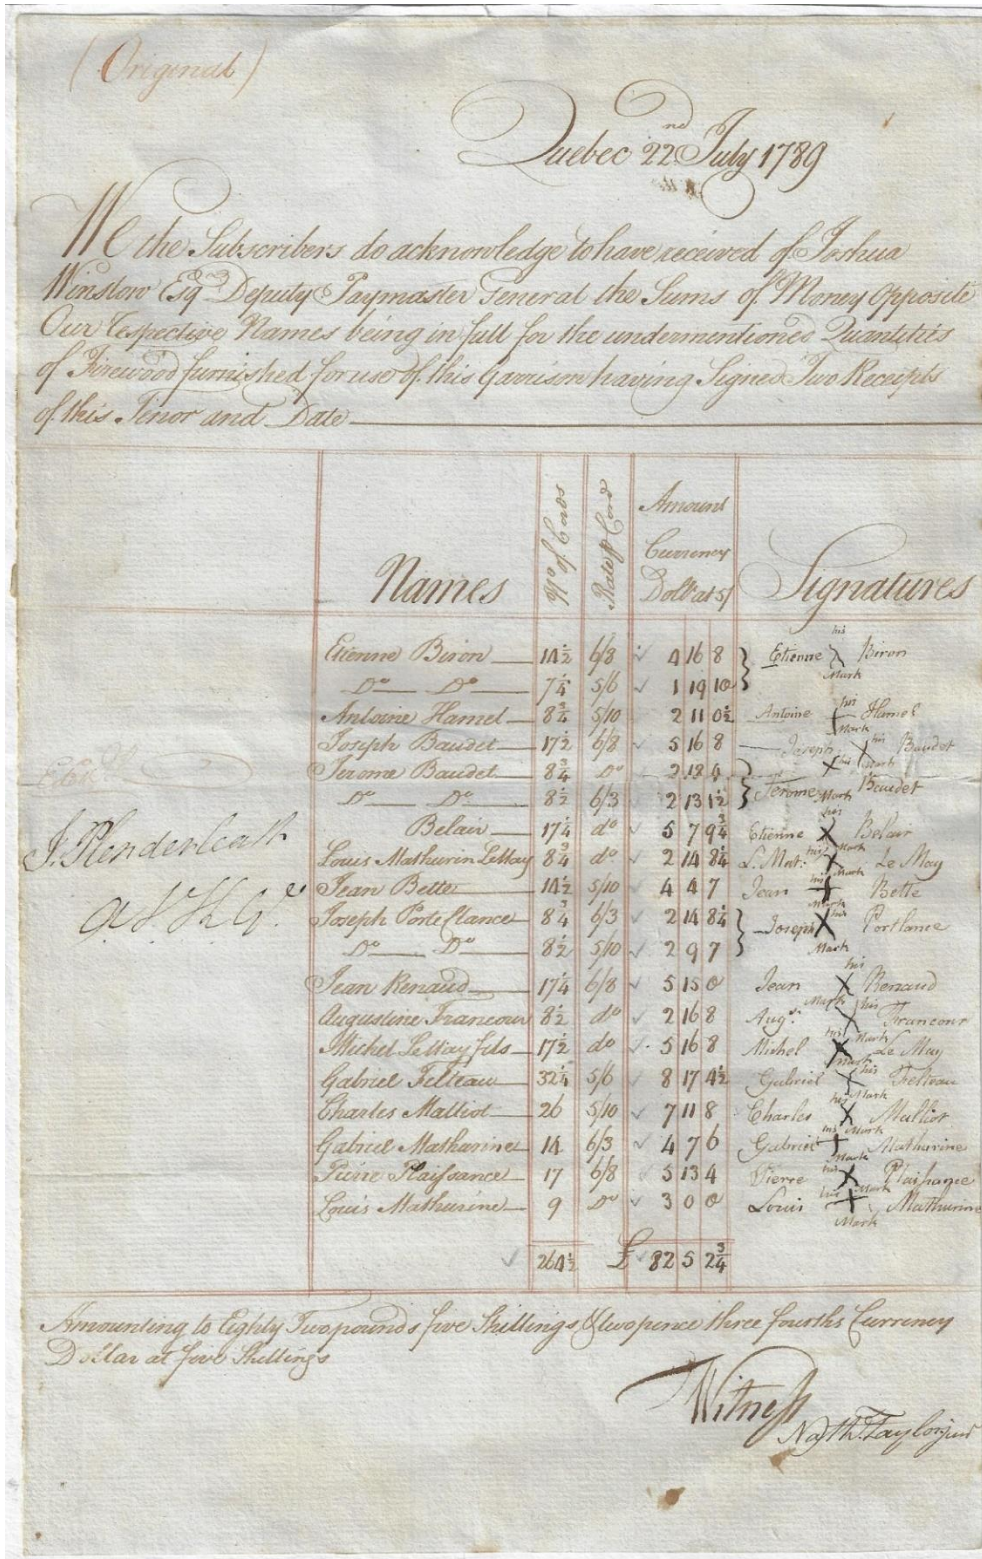 (Original)
Quebec 22nd July 1789
We the Subscribers do acknowledge to have received of Joshua
Winslow Esqr Deputy Paymaster General the Sums of Money Opposite
Our respective Names being in full for the undermentioned Quantities
of Firewood furnished for use of this Garrison having Signed Two Receipts
of this Tenor and Date
Names No of Cords Rate ⅌ Cord Amount Currency Dollr at 5/ Signatures
Etienne Biron 14½ 6/8 4 16 8 Etienne his Mark Biron
Do Do 7¼ 5/6 1 19 10
Antoine Hamel 8¾ 5/10 2 11 0½ Antoine his Mark Hamel
Joseph Baudet 17½ 6/8 5 16 8 Joseph his Mark Baudet
Jerome Baudet 8¾ Do 2 18 4 Jerome his Mark Baudet
Do Do 8½ 6/3 2 13 1½
Belair 17¼ do 5 7 9¾ Etienne his Mark Belair
Louis Mathurin LeMay 8¾ do 2 14 8¼ L. Mat: his Mark Le May
Jean Bette 14½ 5/10 4 4 7 Jean his Mark Bette
J. Plenderleath
Joseph Porte Elance 8¾ 6/3 2 14 8¼ Joseph his Mark Portlance
Do Do 8½ 5/10 2 9 7
Jean Renaud 17¼ 6/8 5 15 0 Jean his Mark Renaud
Augustine Francour 8½ do 2 16 8 Augn. his Mark Francour
Michel LeMay fils 17½ do 5 16 8 Michel his Mark Le May
Gabriel Felteau 32¼ 5/6 8 17 4½ Gabriel his Mark Felteau
Charles Malliot 26 5/10 7 11 8 Charles his Mark Malliot
Gabriel Mathurine 14 6/3 4 7 6 Gabriel his Mark Mathurine
Pierre Plaissance 17 6/8 5 13 4 Pierre his Mark Plaisance
Louis Mathurine 9 Do 3 0 0 Louis his Mark Mathurine
264½ £ 82 5 2¾
Amounting to Eighty Two pounds five Shillings & two pence three fourths Currency
Dollar at five Shillings
Witness
Nath. Taylor junr